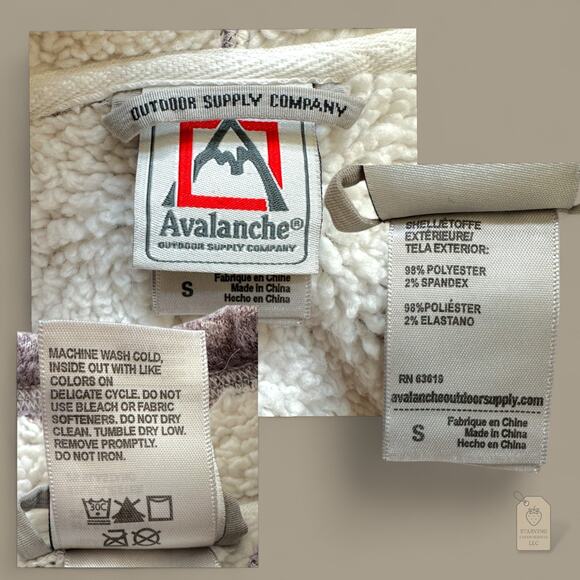 OUTDOOR SUPPLY COMPANY
Avalanche®
OUTDOOR SUPPLY COMPANY
S
Fabrique en Chine
Made in China
Hecho en China
SHELL/ÉTOFFE
EXTÉRIEURE/
TELA EXTERIOR:
98% POLYESTER
2% SPANDEX
98% POLIÉSTER
2% ELASTANO
RN 63619
avalancheoutdoorsupply.com
S
Fabrique en Chine
Made in China
Hecho en China
MACHINE WASH COLD,
INSIDE OUT WITH LIKE
COLORS ON
DELICATE CYCLE. DO NOT
USE BLEACH OR FABRIC
SOFTENERS. DO NOT DRY
CLEAN. TUMBLE DRY LOW.
REMOVE PROMPTLY.
DO NOT IRON.
30C
STARVING
LLC